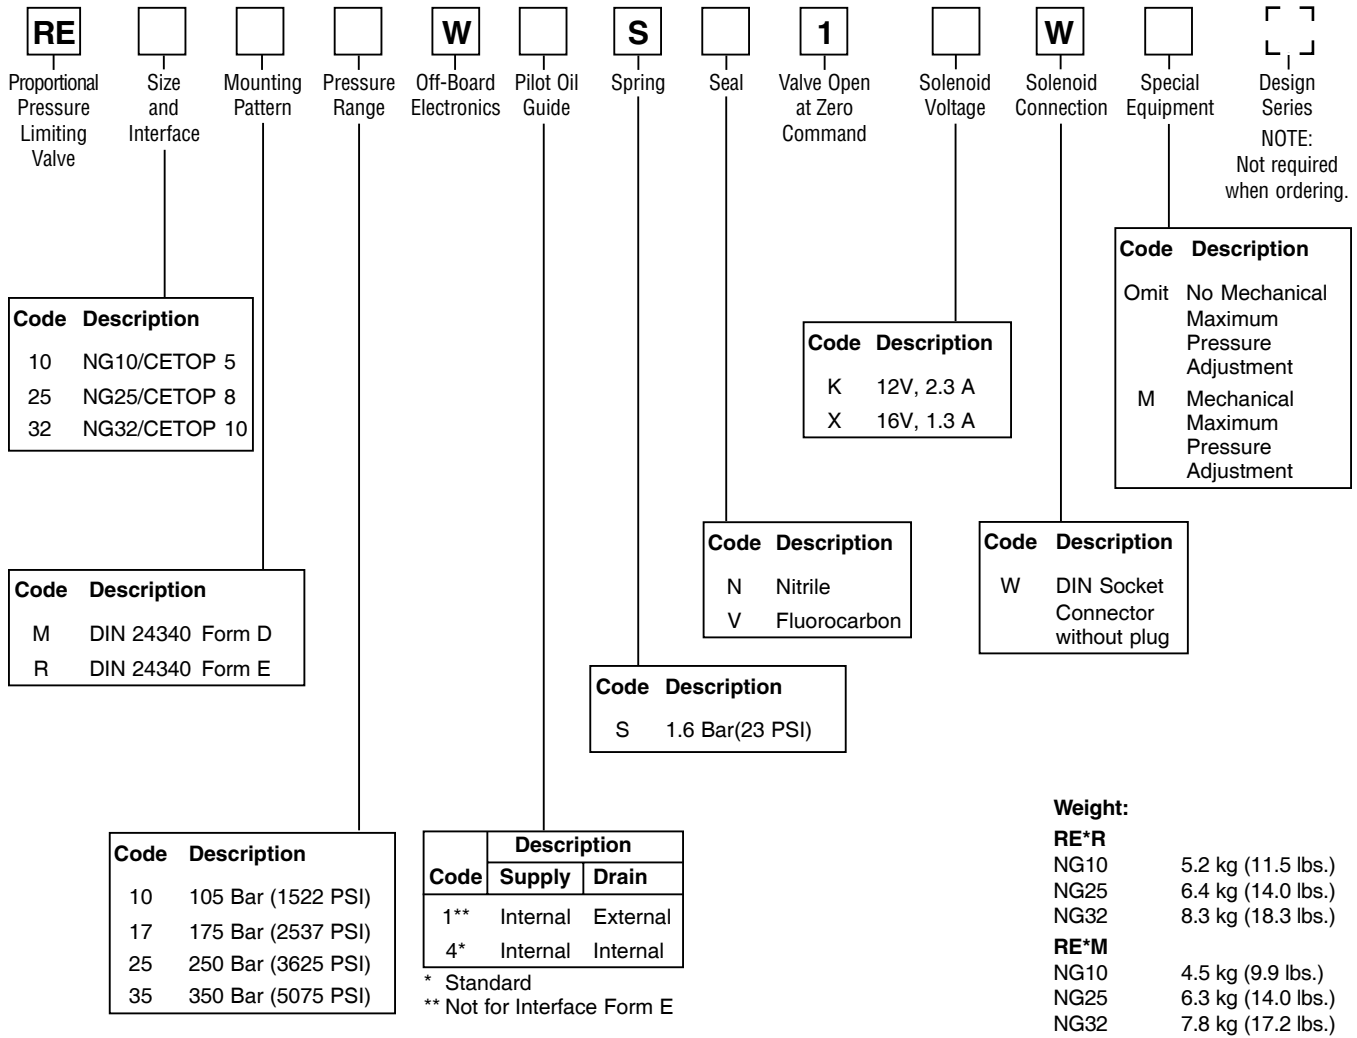 RE W S 1 W
Proportional Pressure Limiting Valve
Size and Interface
Mounting Pattern
Pressure Range
Off-Board Electronics
Pilot Oil Guide
Spring
Seal
Valve Open at Zero Command
Solenoid Voltage
Solenoid Connection
Special Equipment
Design Series
NOTE:
Not required
when ordering.
Code Description
Omit No Mechanical
Maximum
Pressure
Adjustment
M Mechanical
Maximum
Pressure
Adjustment
Code Description
10 NG10/CETOP 5
25 NG25/CETOP 8
32 NG32/CETOP 10
Code Description
K 12V, 2.3 A
X 16V, 1.3 A
Code Description
N Nitrile
V Fluorocarbon
Code Description
W DIN Socket
Connector
without plug
Code Description
M DIN 24340 Form D
R DIN 24340 Form E
Code Description
S 1.6 Bar(23 PSI)
Code Description
10 105 Bar (1522 PSI)
17 175 Bar (2537 PSI)
25 250 Bar (3625 PSI)
35 350 Bar (5075 PSI)
Description
Code Supply Drain
1** Internal External
4* Internal Internal
* Standard
** Not for Interface Form E
Weight:
RE*R
NG10 5.2 kg (11.5 lbs.)
NG25 6.4 kg (14.0 lbs.)
NG32 8.3 kg (18.3 lbs.)
RE*M
NG10 4.5 kg (9.9 lbs.)
NG25 6.3 kg (14.0 lbs.)
NG32 7.8 kg (17.2 lbs.)